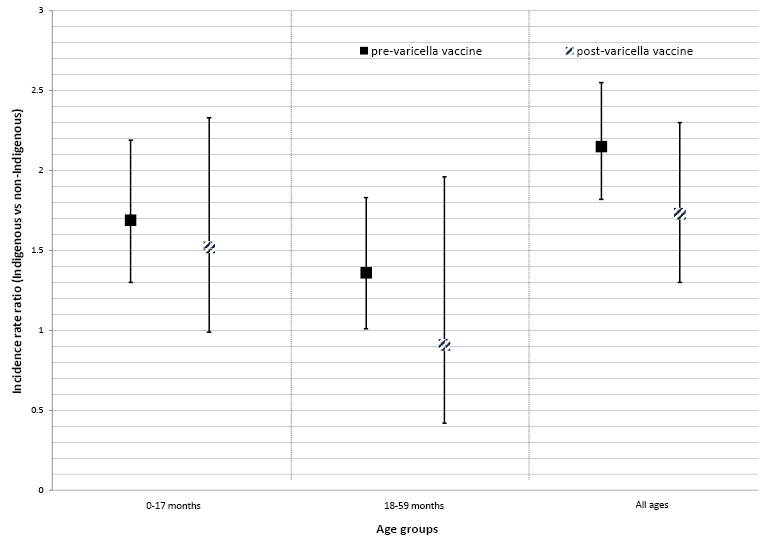 3
pre-varicella vaccine post-varicella vaccine
2.5
2
1.5
1
0.5
0
Incidence rate ratio (Indigenous vs non-Indigenous)
0-17 months 18-59 months All ages
Age groups